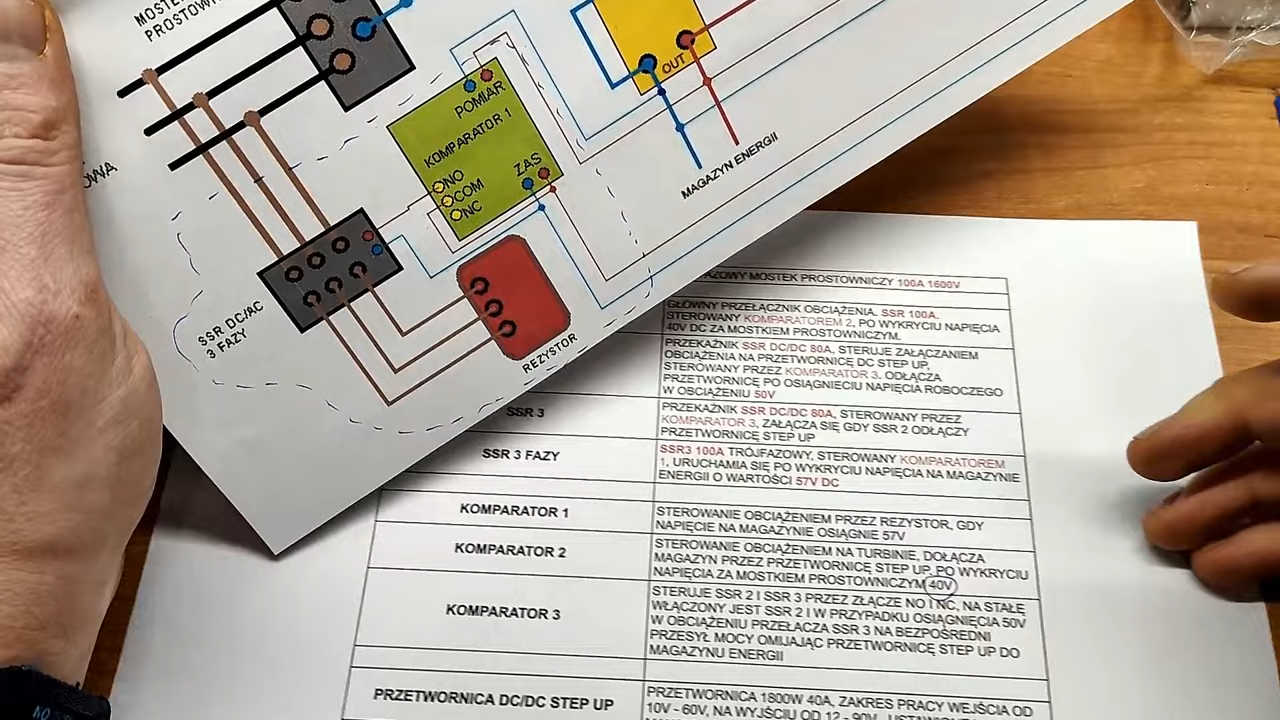 POMIAR
KOMPARATOR 1
NO
COM
NC
ZAS
OUT
MAGAZYN ENERGII
SSR DC/AC
3 FAZY
REZYSTOR
MOSTEK PROSTOWNICZY 100A 1600V
GŁÓWNY PRZEŁĄCZNIK OBCIĄŻENIA. SSR 100A.
STEROWANY KOMPARATOREM 2, PO WYKRYCIU NAPIĘCIA
40V DC ZA MOSTKIEM PROSTOWNICZYM.
PRZEKAŹNIK SSR DC/DC 80A, STERUJE ZAŁĄCZANIEM
OBCIĄŻENIA NA PRZETWORNICĘ DC STEP UP,
STEROWANY PRZEZ KOMPARATOR 3. ODŁĄCZA
PRZETWORNICĘ PO OSIĄGNIECIU NAPIĘCIA ROBOCZEGO
W OBCIĄŻENIU 50V
SSR 3
PRZEKAŹNIK SSR DC/DC 80A, STEROWANY PRZEZ
KOMPARATOR 3, ZAŁĄCZA SIĘ GDY SSR 2 ODŁĄCZY
PRZETWORNICĘ STEP UP
SSR 3 FAZY
SSR3 100A TRÓJFAZOWY, STEROWANY KOMPARATOREM
1, URUCHAMIA SIĘ PO WYKRYCIU NAPIĘCIA NA MAGAZYNIE
ENERGII O WARTOŚCI 57V DC
KOMPARATOR 1
STEROWANIE OBCIĄŻENIEM PRZEZ REZYSTOR, GDY
NAPIĘCIE NA MAGAZYNIE OSIĄGNIE 57V
KOMPARATOR 2
STEROWANIE OBCIĄŻENIEM NA TURBINIE, DOŁĄCZA
MAGAZYN PRZEZ PRZETWORNICĘ STEP UP, PO WYKRYCIU
NAPIĘCIA ZA MOSTKIEM PROSTOWNICZYM 40V
KOMPARATOR 3
STERUJE SSR 2 I SSR 3 PRZEZ ZŁĄCZE NO I NC, NA STAŁĘ
WŁĄCZONY JEST SSR 2 I W PRZYPADKU OSIĄGNIĘCIA 50V
W OBCIĄŻENIU PRZEŁACZA SSR 3 NA BEZPOŚREDNI
PRZESYŁ MOCY OMIJAJĄC PRZETWORNICĘ STEP UP DO
MAGAZYNU ENERGII
PRZETWORNICA DC/DC STEP UP
PRZETWORNICA 1800W 40A, ZAKRES PRACY WEJŚCIA OD
10V - 60V, NA WYJŚCIU OD 12 - 90V